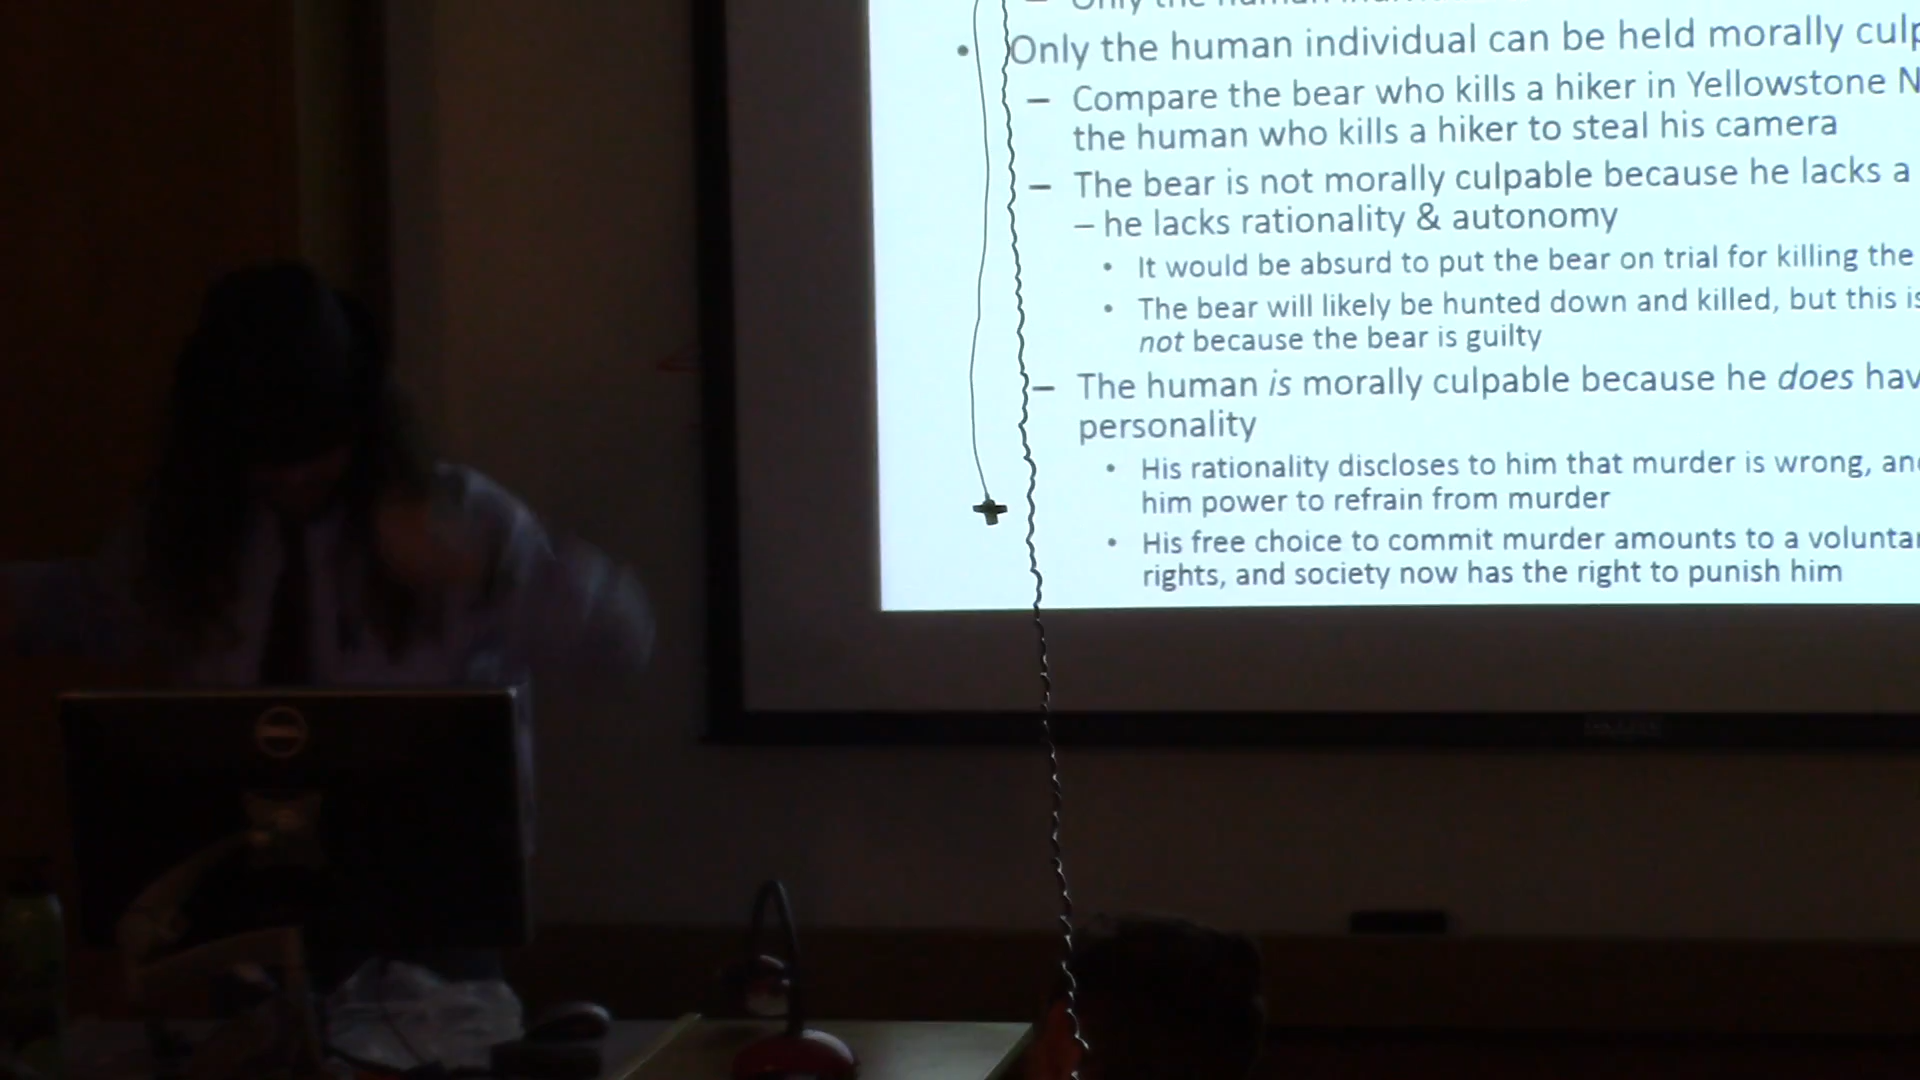 Only the human
• Only the human individual can be held morally culp
– Compare the bear who kills a hiker in Yellowstone N
the human who kills a hiker to steal his camera
– The bear is not morally culpable because he lacks a
– he lacks rationality & autonomy
• It would be absurd to put the bear on trial for killing the
• The bear will likely be hunted down and killed, but this is
not because the bear is guilty
– The human is morally culpable because he does hav
personality
• His rationality discloses to him that murder is wrong, and
him power to refrain from murder
• His free choice to commit murder amounts to a voluntar
rights, and society now has the right to punish him